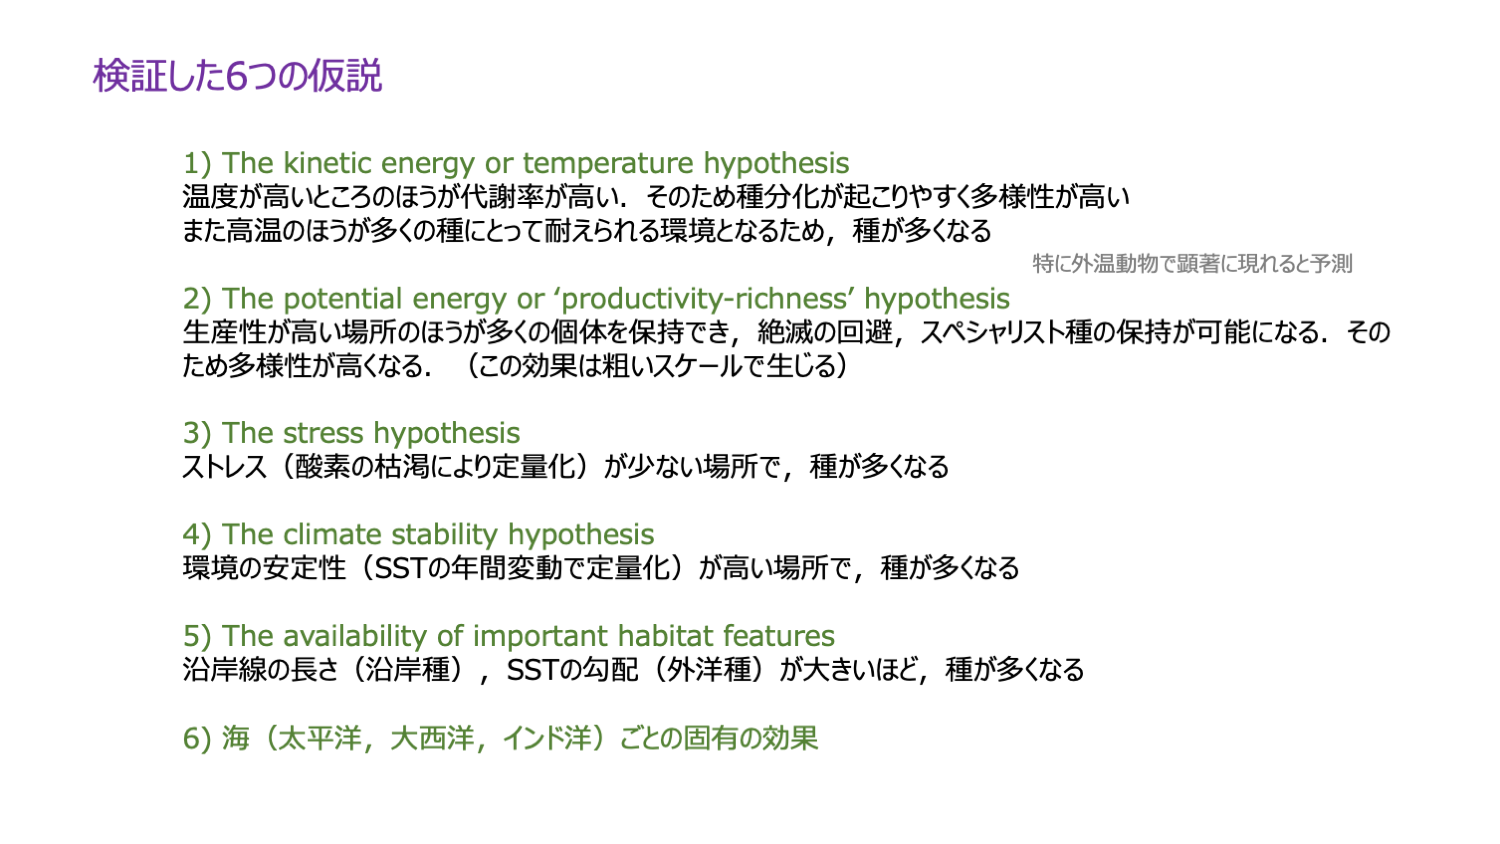 検証した6つの仮説
1) The kinetic energy or temperature hypothesis
温度が高いところのほうが代謝率が高い．そのため種分化が起こりやすく多様性が高い
また高温のほうが多くの種にとって耐えられる環境となるため，種が多くなる
特に外温動物で顕著に現れると予測
2) The potential energy or ‘productivity-richness’ hypothesis
生産性が高い場所のほうが多くの個体を保持でき，絶滅の回避，スペシャリスト種の保持が可能になる．その
ため多様性が高くなる．（この効果は粗いスケールで生じる）
3) The stress hypothesis
ストレス（酸素の枯渇により定量化）が少ない場所で，種が多くなる
4) The climate stability hypothesis
環境の安定性（SSTの年間変動で定量化）が高い場所で，種が多くなる
5) The availability of important habitat features
沿岸線の長さ（沿岸種），SSTの勾配（外洋種）が大きいほど，種が多くなる
6) 海（太平洋，大西洋，インド洋）ごとの固有の効果